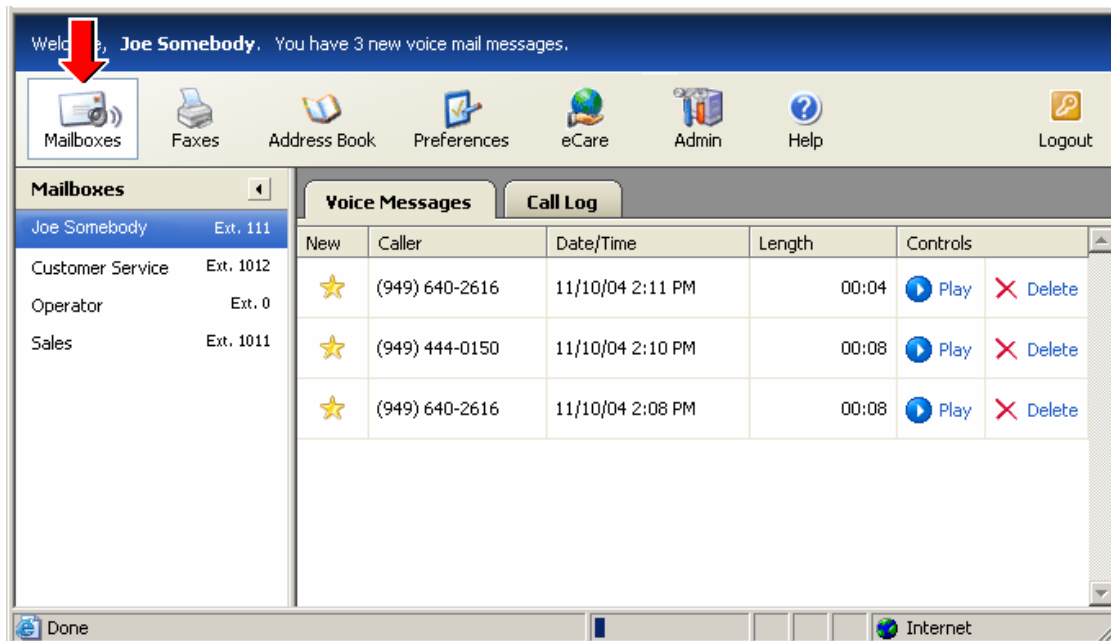 Welcome, Joe Somebody. You have 3 new voice mail messages.
Mailboxes Faxes Address Book Preferences eCare Admin Help Logout
Mailboxes
Voice Messages Call Log
Joe Somebody Ext. 111
New Caller Date/Time Length Controls
Customer Service Ext. 1012
Operator Ext. 0
Sales Ext. 1011
(949) 640-2616 11/10/04 2:11 PM 00:04 Play Delete
(949) 444-0150 11/10/04 2:10 PM 00:08 Play Delete
(949) 640-2616 11/10/04 2:08 PM 00:08 Play Delete
Done Internet